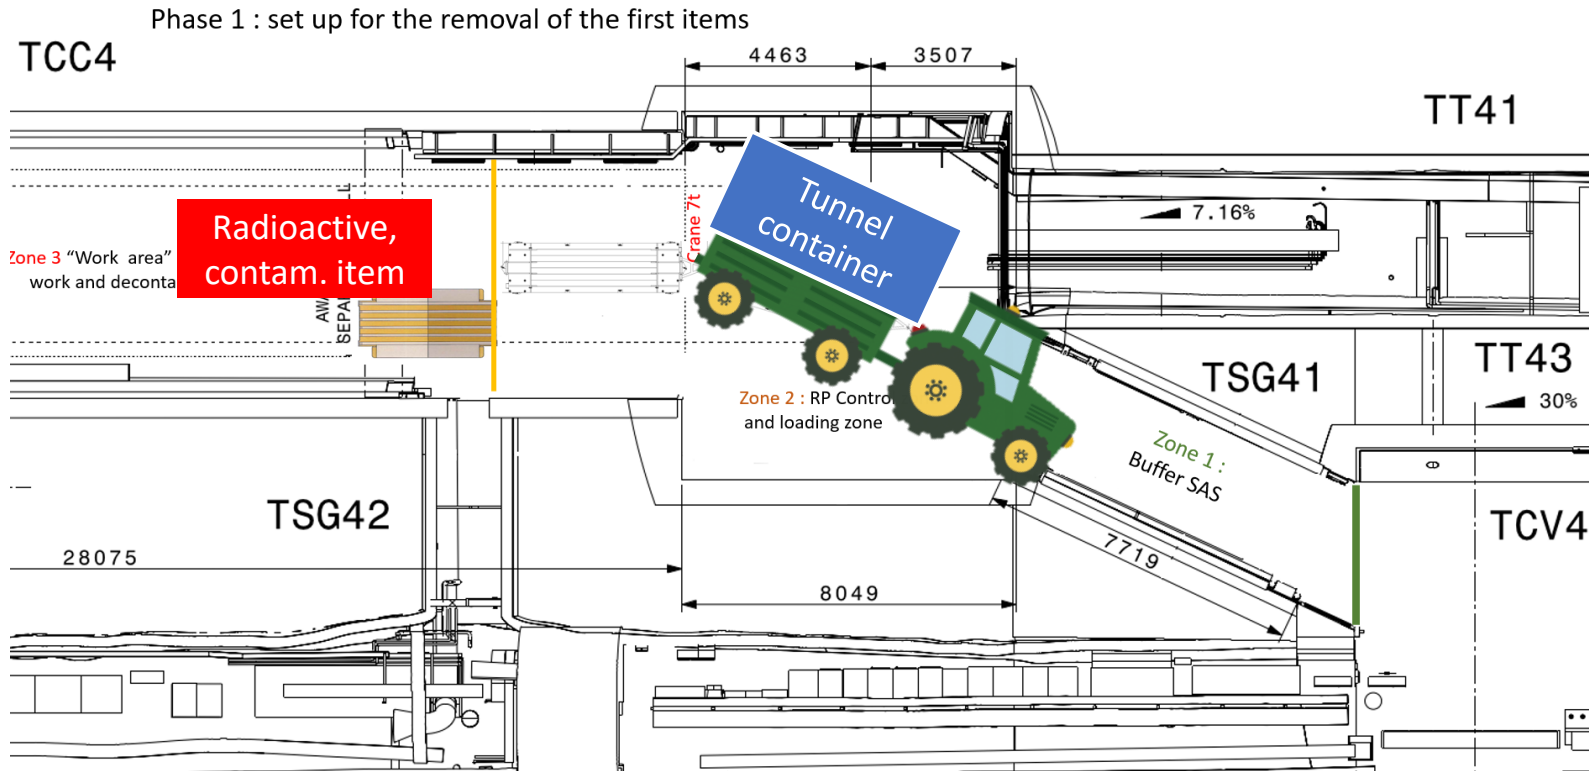 Phase 1 : set up for the removal of the first items
TCC4
4463
3507
TT41
7.16%
Crane 7t
Tunnel
container
Radioactive,
contam. item
Zone 3 “Work area”
work and deconta
SEPA
L
TSG41
TT43
30%
Zone 2 : RP Contro
and loading zone
Zone 1 :
Buffer SAS
TSG42
TCV4
28075
7719
8049